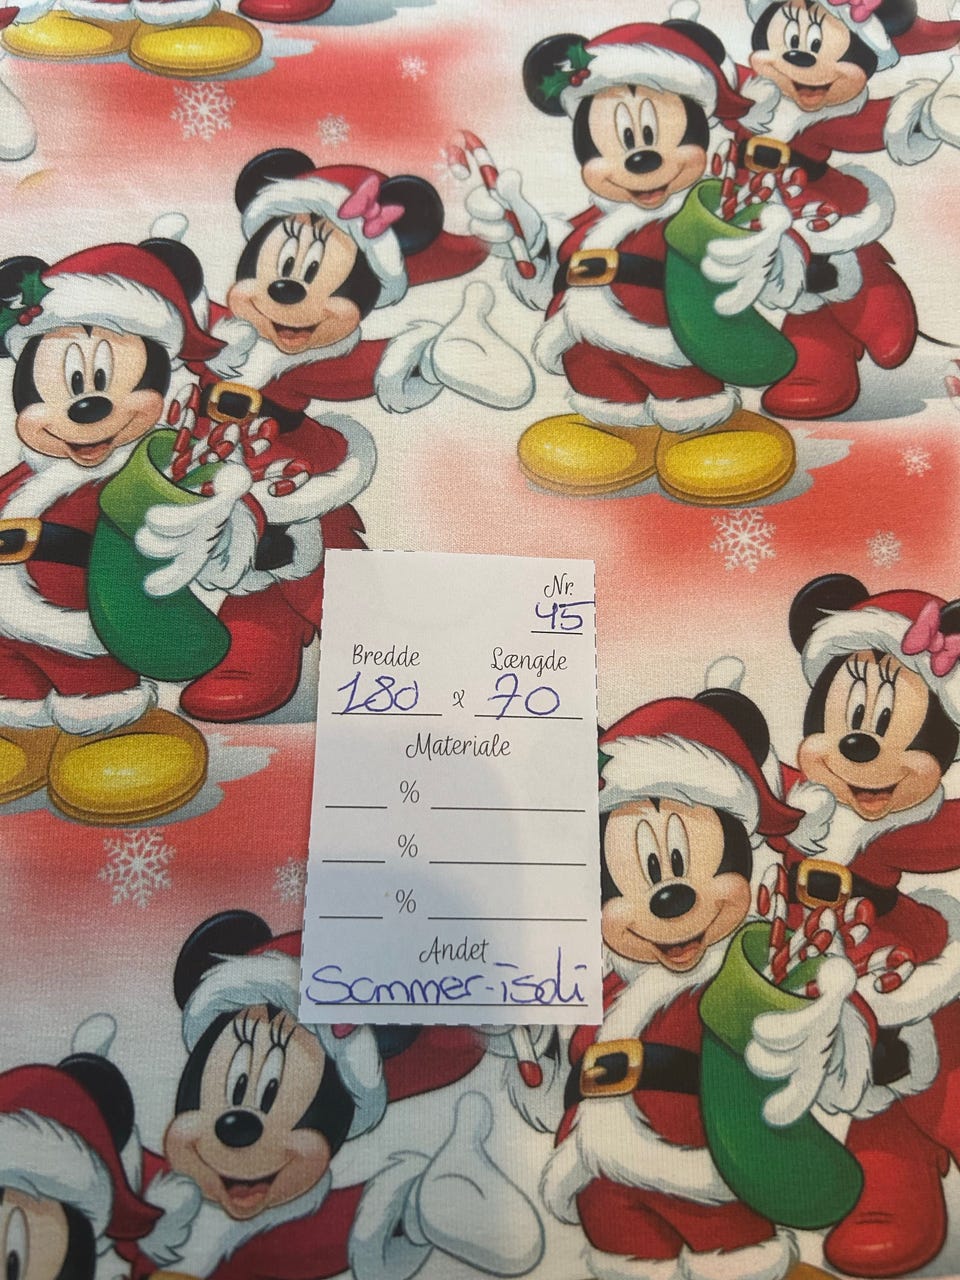 Nr.
45
Bredde Længde
180 x 70
Materiale
%
%
%
Andet
Sommer-isoli